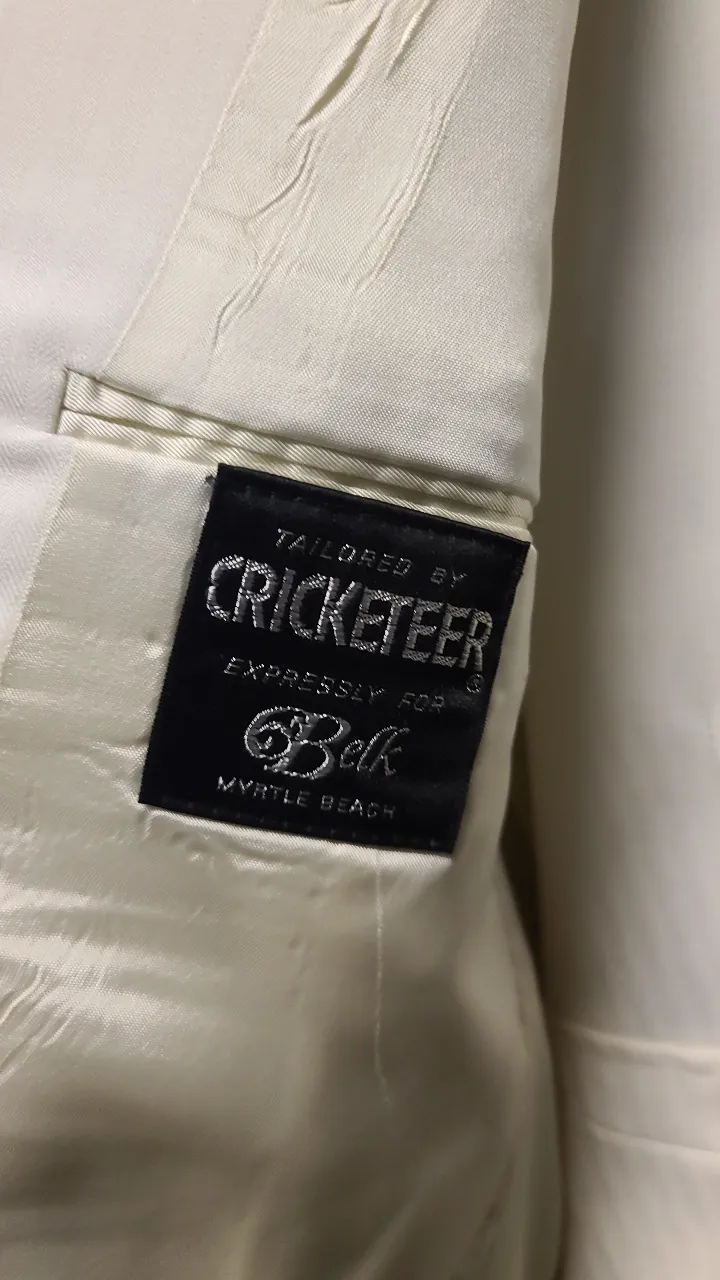 TAILORED BY
CRICKETEER®
EXPRESSLY FOR
Belk
MYRTLE BEACH